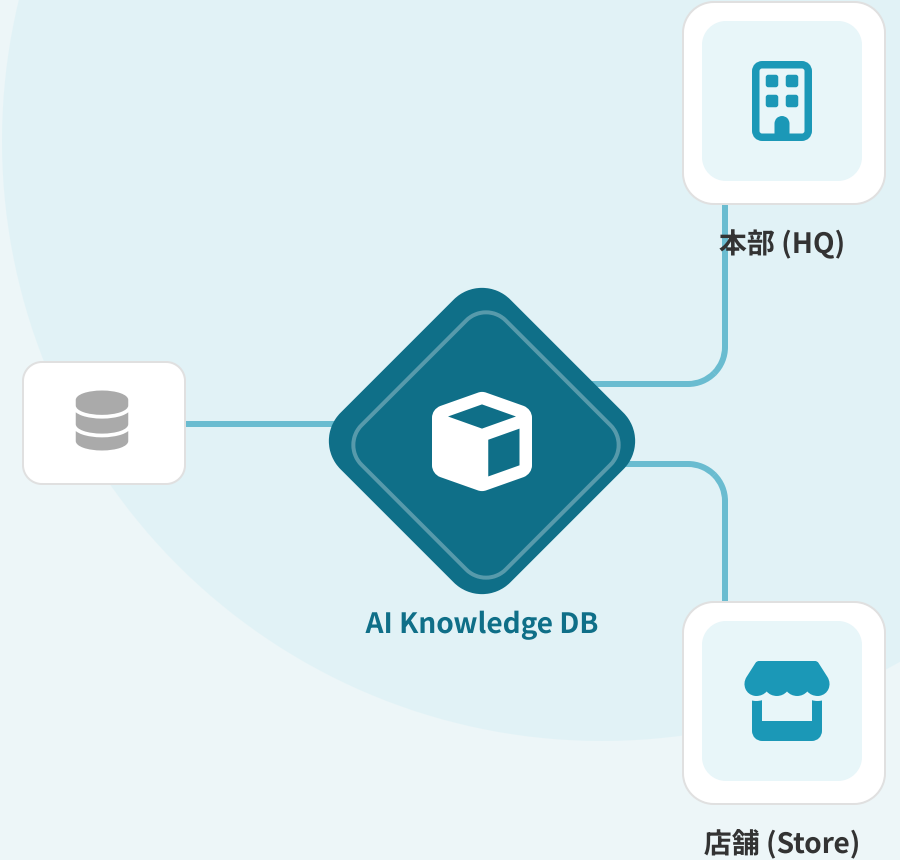 本部 (HQ)
AI Knowledge DB
店舗 (Store)